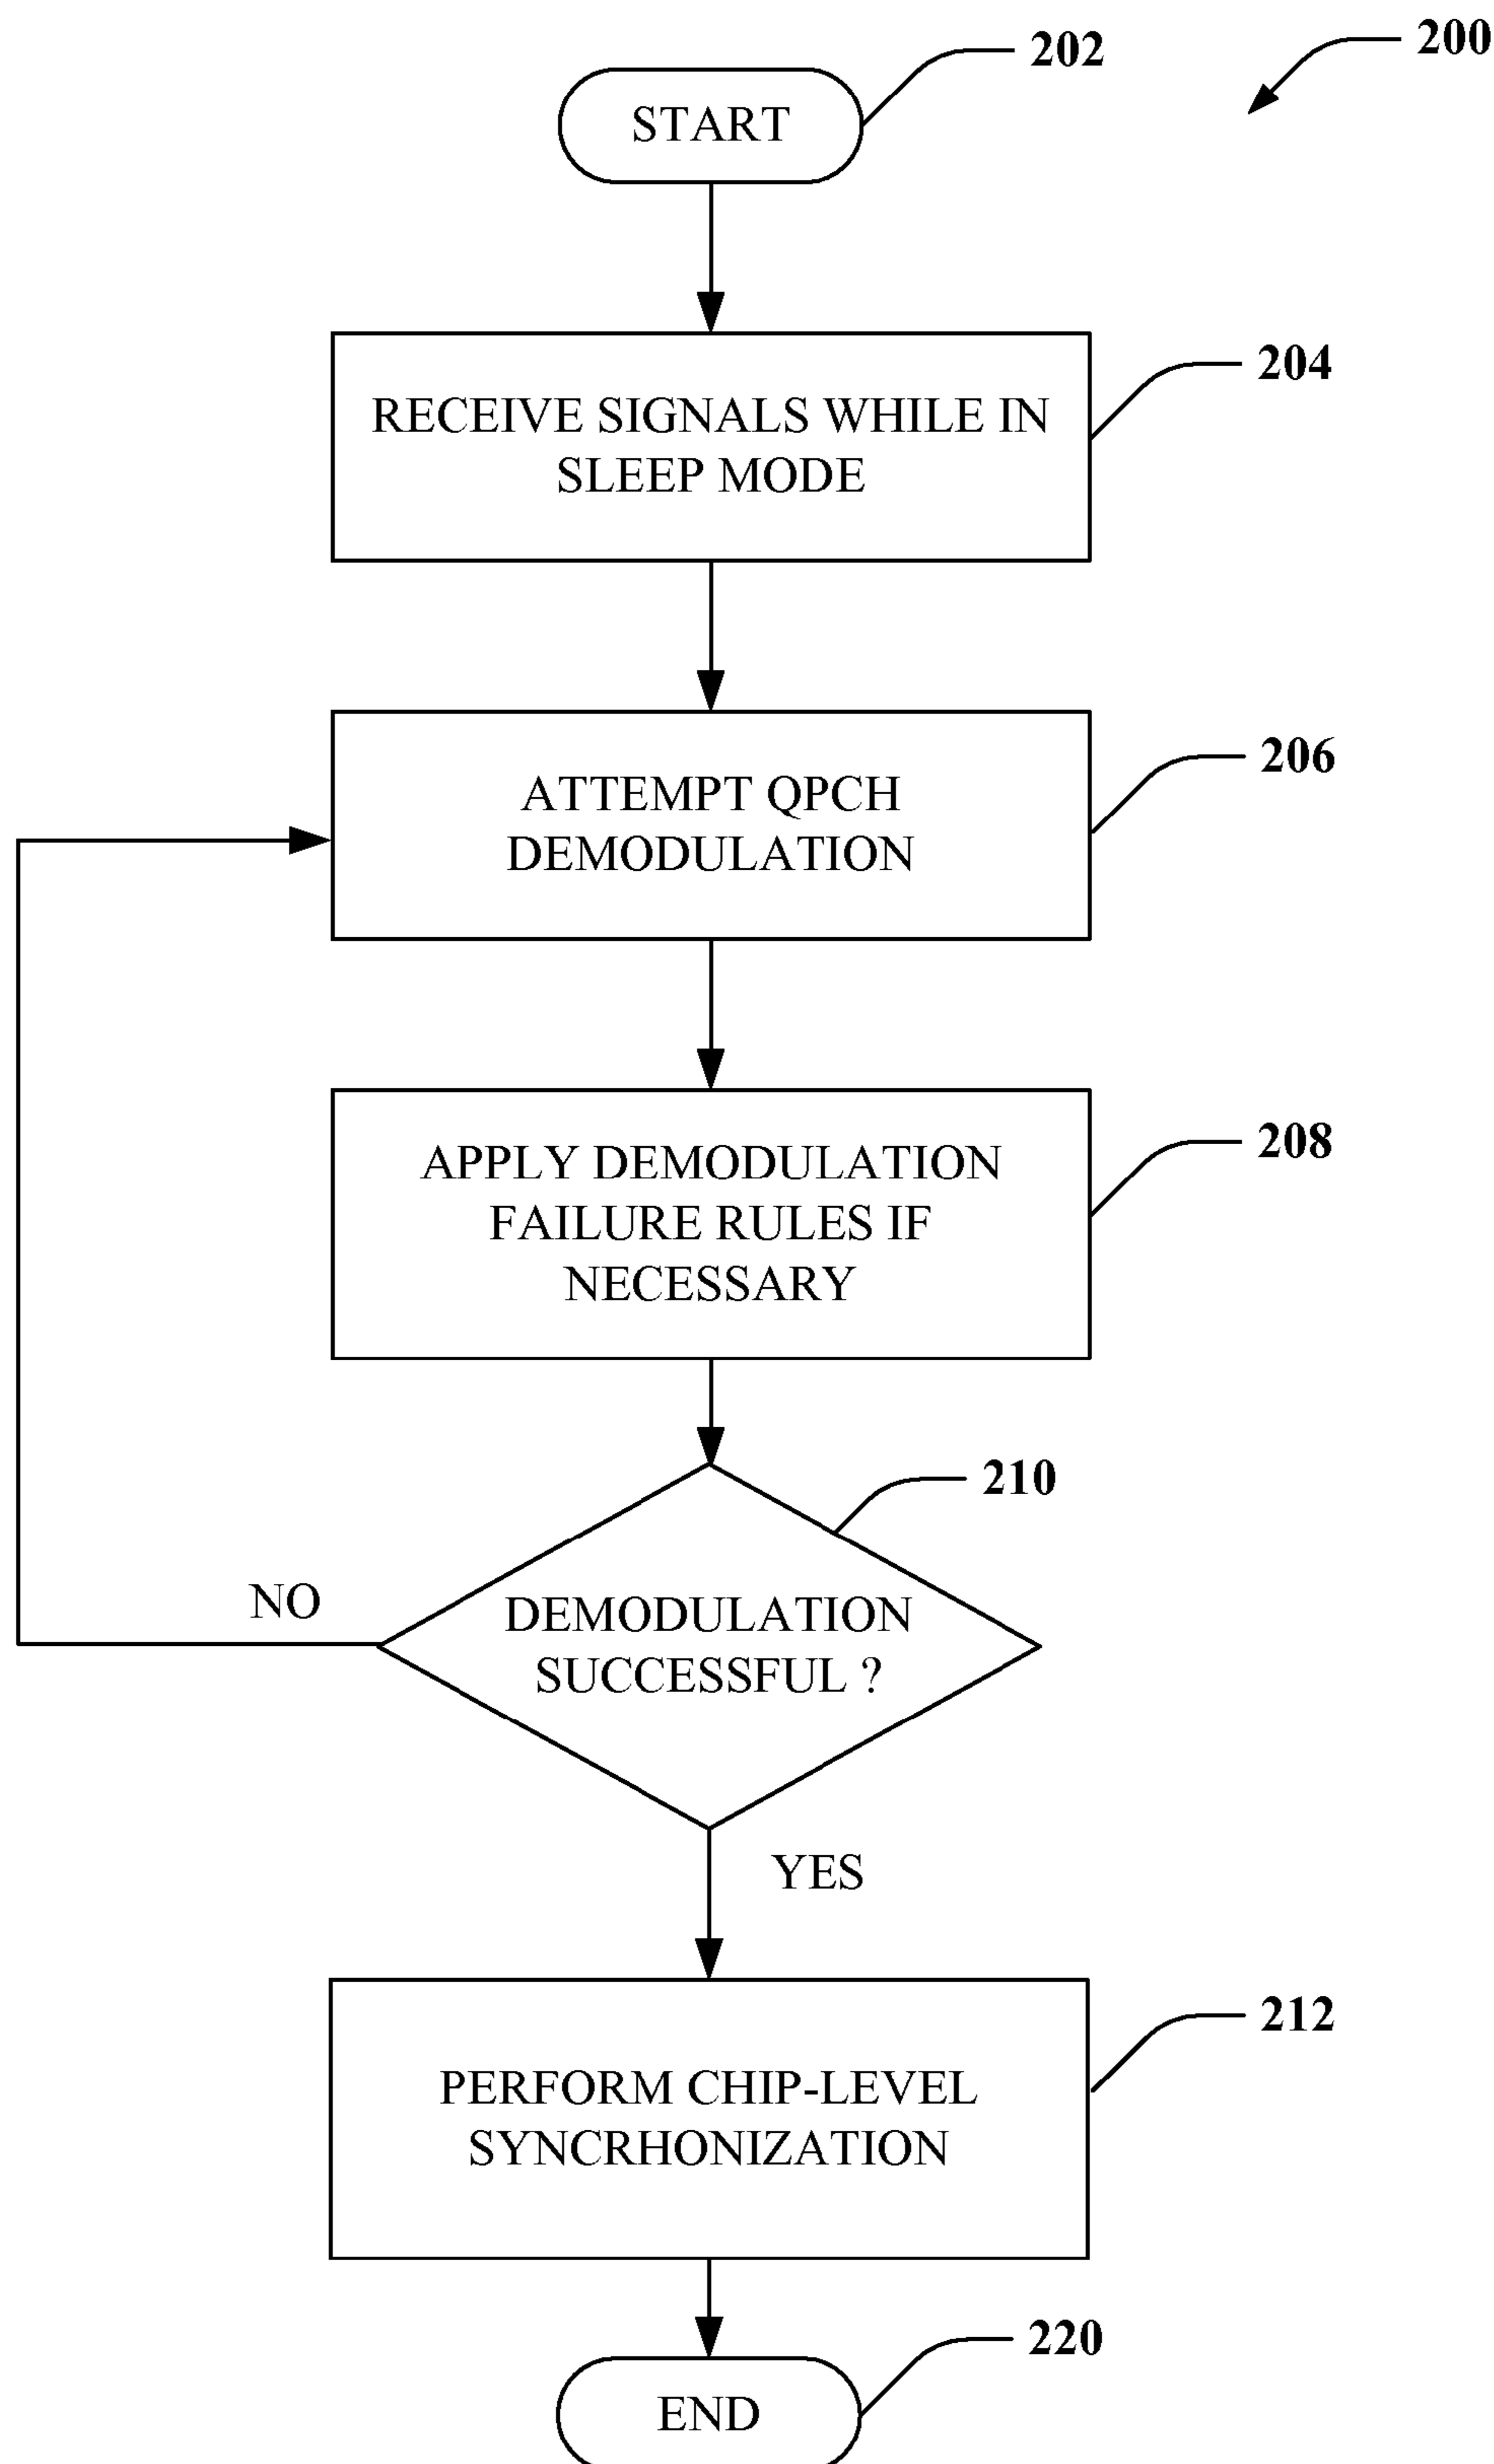 200
202
START
204
RECEIVE SIGNALS WHILE IN
SLEEP MODE
206
ATTEMPT QPCH
DEMODULATION
208
APPLY DEMODULATION
FAILURE RULES IF
NECESSARY
210
DEMODULATION
SUCCESSFUL ?
NO
YES
212
PERFORM CHIP-LEVEL
SYNCRHONIZATION
220
END